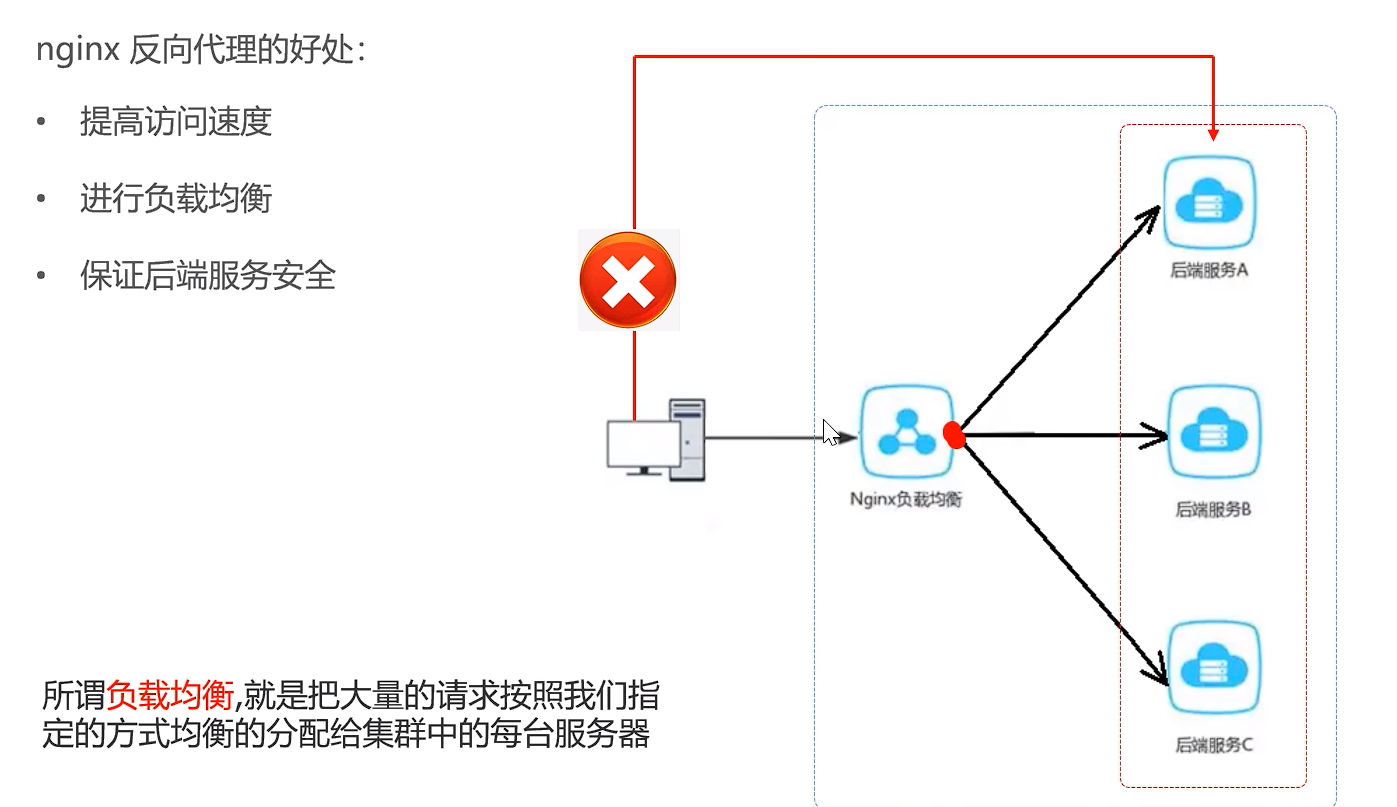 nginx 反向代理的好处：
• 提高访问速度
• 进行负载均衡
• 保证后端服务安全
后端服务A
Nginx负载均衡
后端服务B
后端服务C
所谓负载均衡,就是把大量的请求按照我们指
定的方式均衡的分配给集群中的每台服务器